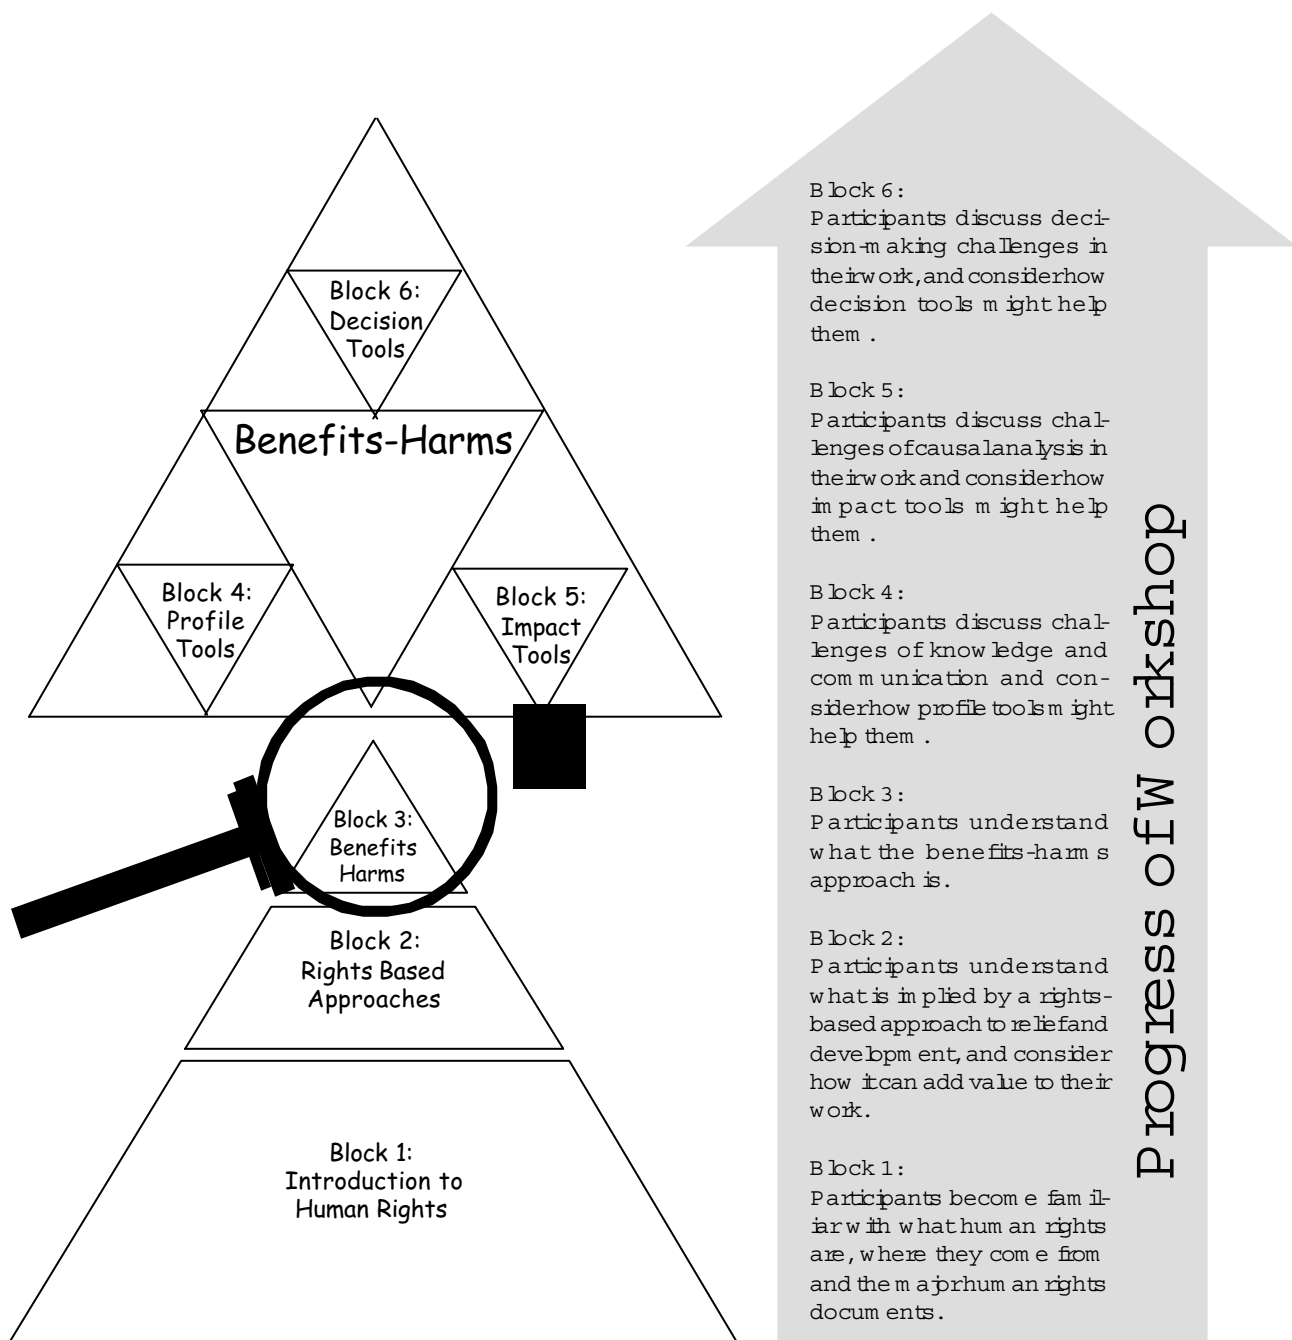 Block 6:
Decision
Tools
Benefits-Harms
Block 4:
Profile
Tools
Block 5:
Impact
Tools
Block 3:
Benefits
Harms
Block 2:
Rights Based
Approaches
Block 1:
Introduction to
Human Rights
Block 6:
Participants discuss deci-
sion-making challenges in
their work, and consider how
decision tools might help
them.
Block 5:
Participants discuss chal-
lenges of causal analysis in
their work and consider how
impact tools might help
them.
Block 4:
Participants discuss chal-
lenges of knowledge and
communication and con-
sider how profile tools might
help them.
Block 3:
Participants understand
what the benefits-harms
approach is.
Block 2:
Participants understand
what is implied by a rights-
based approach to relief and
development, and consider
how it can add value to their
work.
Block 1:
Participants become famil-
iar with what human rights
are, where they come from
and the major human rights
documents.
Progress of Workshop